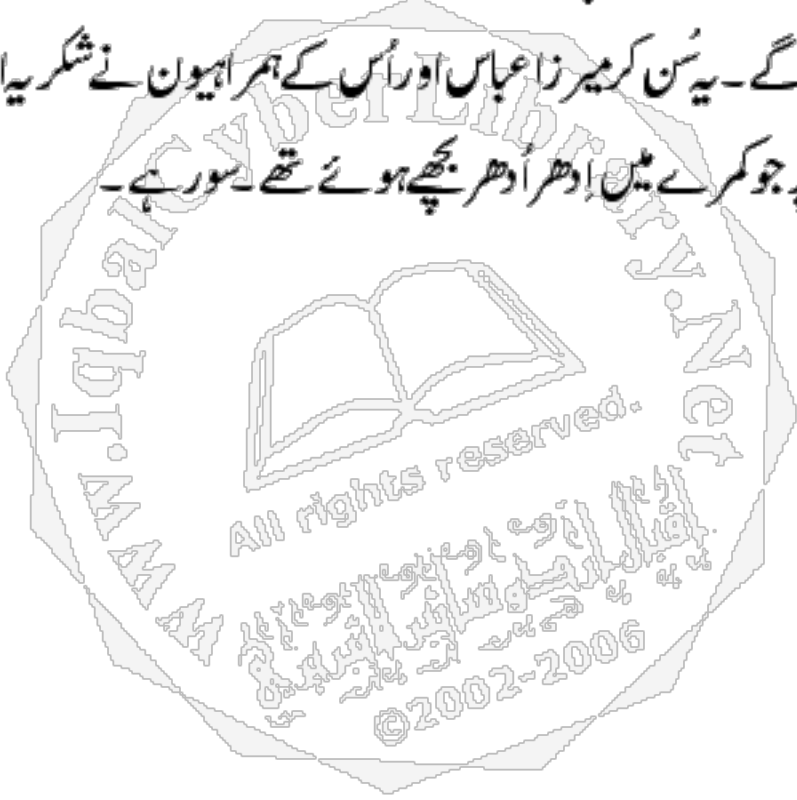 گے۔ یہ سُن کر میرزا عباس اور اُس کے ہمراہیون نے شکریہ ا
جو کمرے میں اِدھر اُدھر بچھے ہوئے تھے۔ سو رہے۔
www.Iqbal Cyber Library.Net
All rights reserved.
©2002-2006